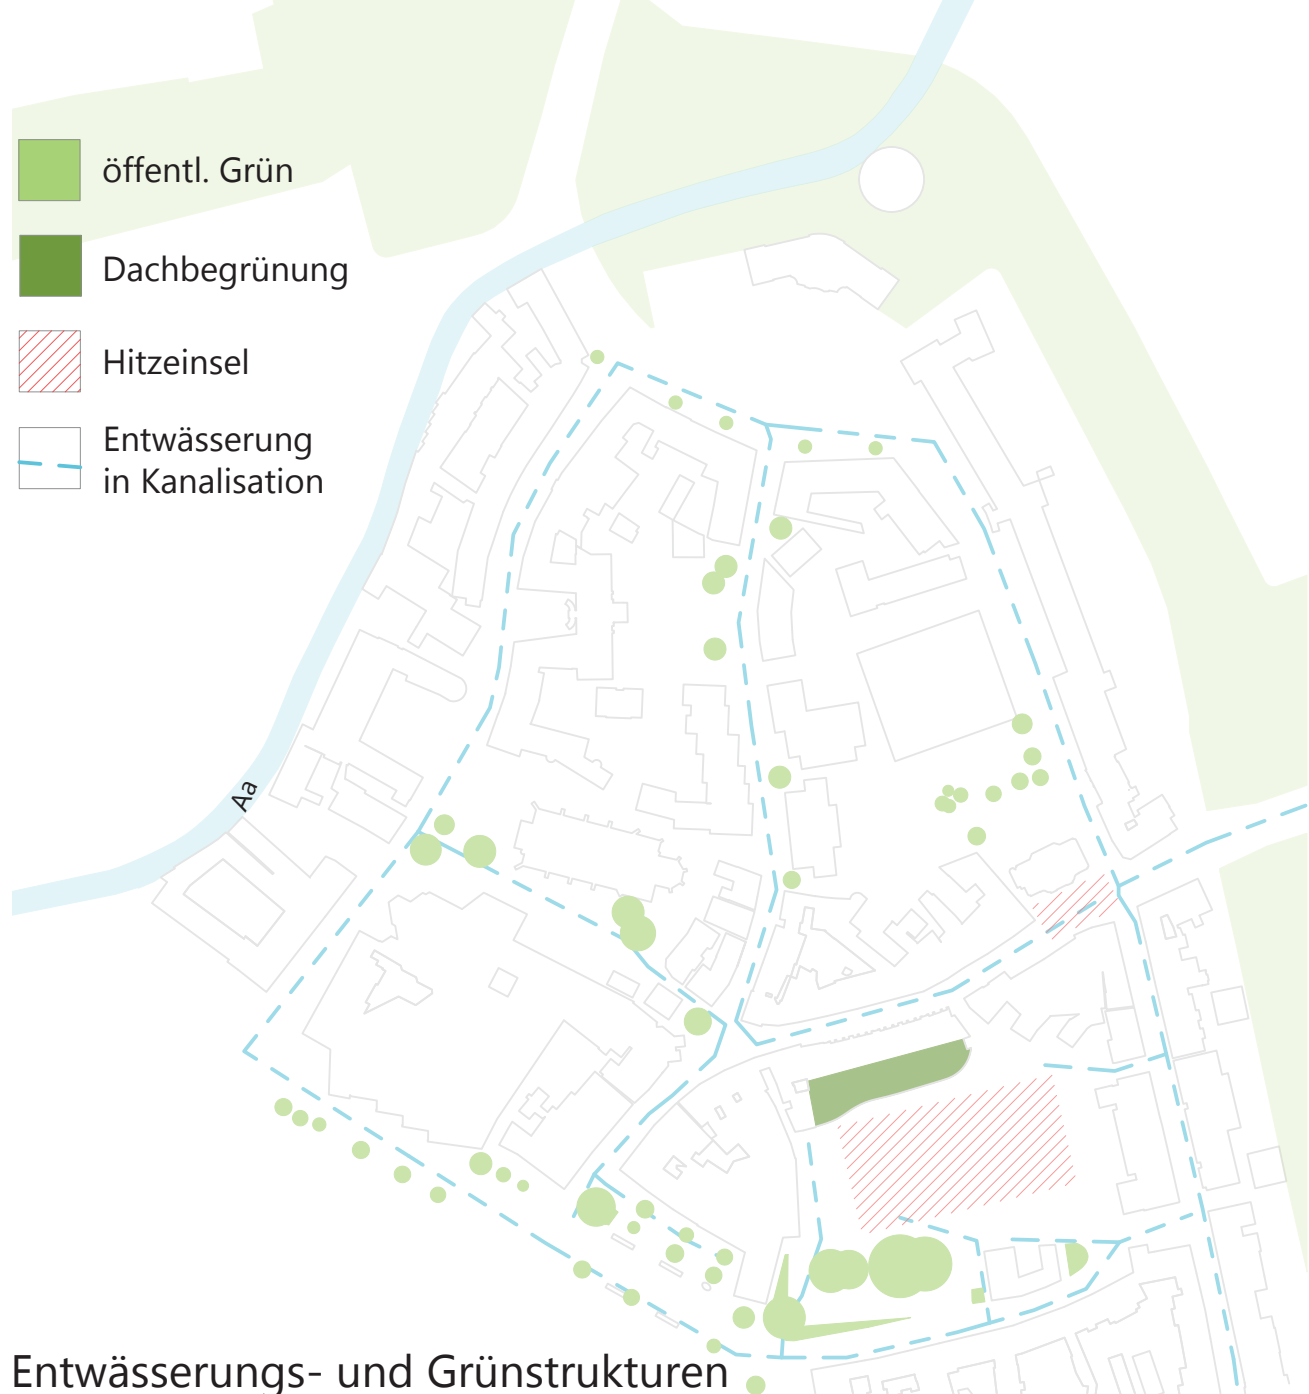 öffentl. Grün
Dachbegrünung
Hitzeinsel
Entwässerung
in Kanalisation
Aa
Entwässerungs- und Grünstrukturen